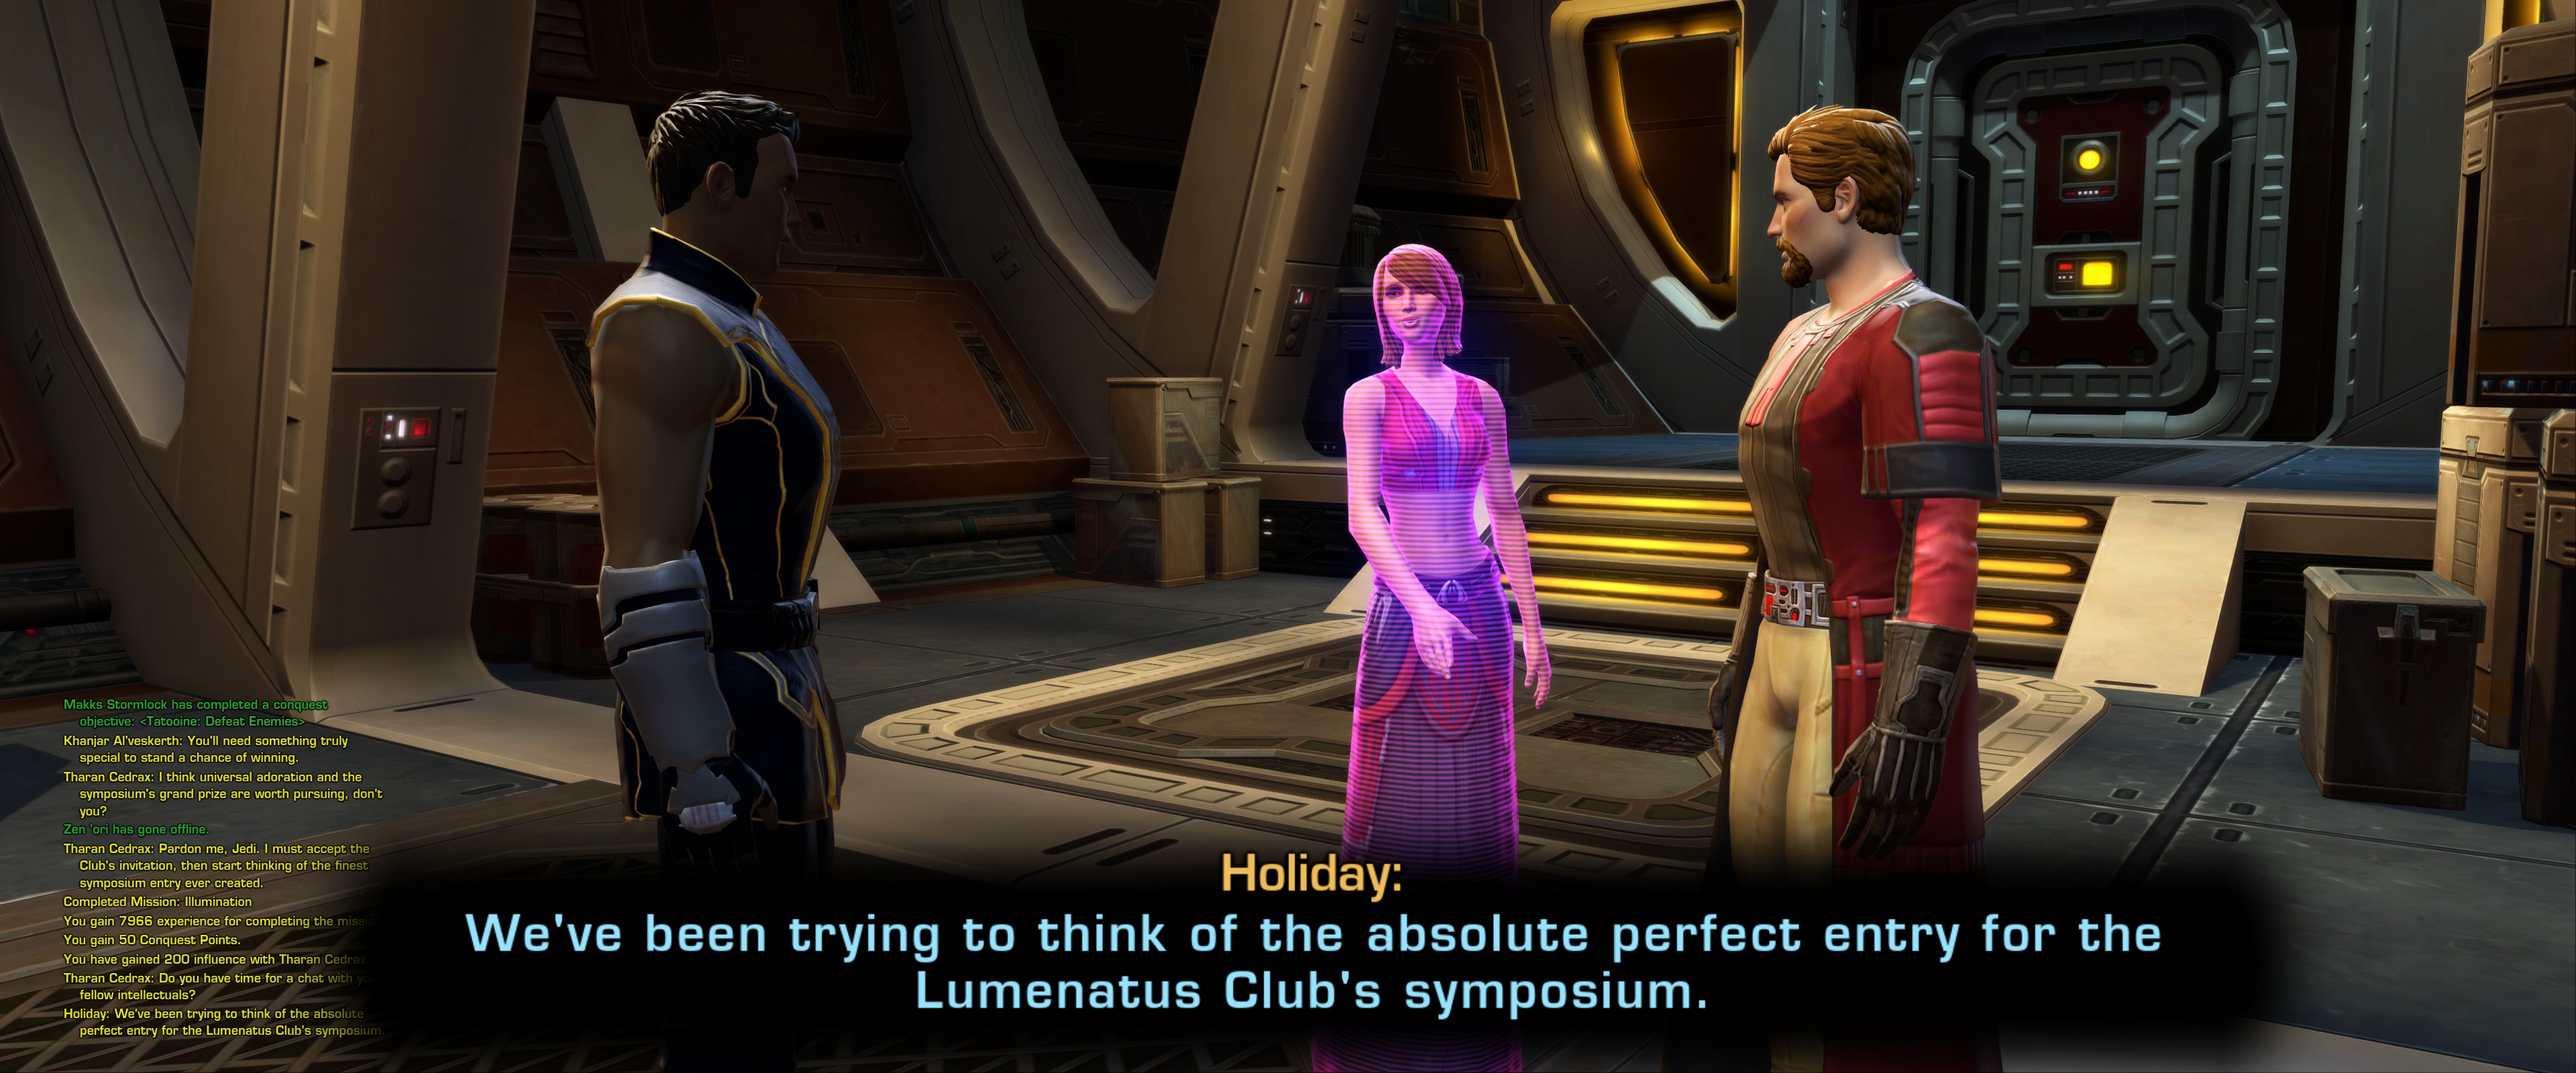 Makks Stormlock has completed a conquest
objective: <Tatooine: Defeat Enemies>
Khanjar Al'veskerth: You'll need something truly
special to stand a chance of winning.
Tharan Cedrax: I think universal adoration and the
symposium's grand prize are worth pursuing, don't
you?
Zen 'ori has gone offline.
Tharan Cedrax: Pardon me, Jedi. I must accept the
Club's invitation, then start thinking of the finest
symposium entry ever created.
Completed Mission: Illumination
You gain 7966 experience for completing the missio
You gain 50 Conquest Points.
You have gained 200 influence with Tharan Cedrax
Tharan Cedrax: Do you have time for a chat with you
fellow intellectuals?
Holiday: We've been trying to think of the absolute
perfect entry for the Lumenatus Club's symposium.
Holiday:
We've been trying to think of the absolute perfect entry for the
Lumenatus Club's symposium.